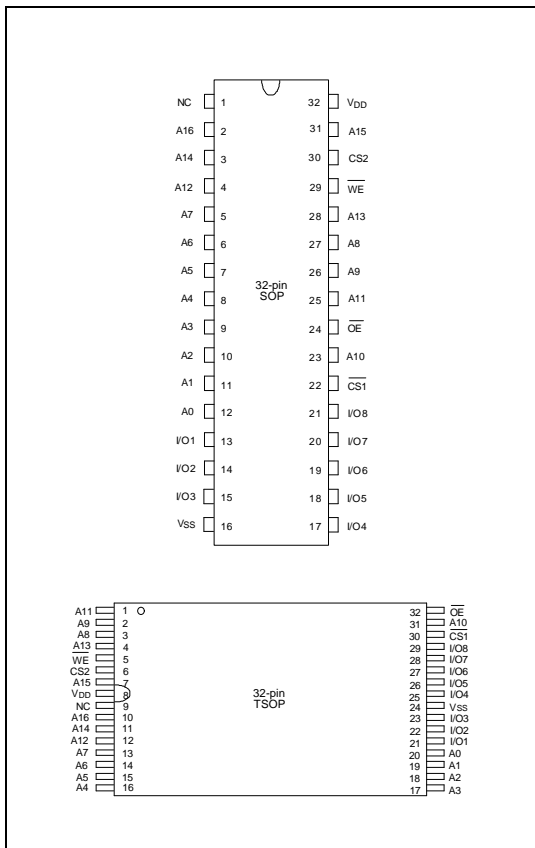 NC 1 32 VDD
A16 2 31 A15
A14 3 30 CS2
A12 4 29 W̅E̅
A7 5 28 A13
A6 6 27 A8
A5 7 26 A9
32-pin
SOP
A4 8 25 A11
A3 9 24 O̅E̅
A2 10 23 A10
A1 11 22 C̅S̅1̅
A0 12 21 I/O8
I/O1 13 20 I/O7
I/O2 14 19 I/O6
I/O3 15 18 I/O5
VSS 16 17 I/O4
A11 1 32 O̅E̅
A9 2 31 A10
A8 3 30 C̅S̅1̅
A13 4 29 I/O8
W̅E̅ 5 28 I/O7
CS2 6 27 I/O6
A15 7 26 I/O5
VDD 8 25 I/O4
32-pin
TSOP
NC 9 24 VSS
A16 10 23 I/O3
A14 11 22 I/O2
A12 12 21 I/O1
A7 13 20 A0
A6 14 19 A1
A5 15 18 A2
A4 16 17 A3